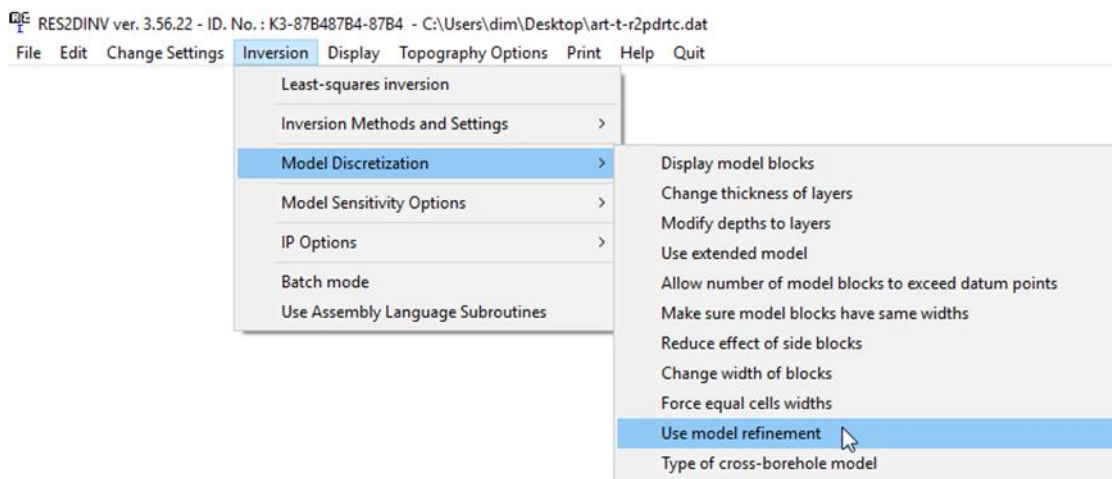 RES2DINV ver. 3.56.22 - ID. No. : K3-87B487B4-87B4 - C:\Users\dim\Desktop\art-t-r2pdrtc.dat
File Edit Change Settings Inversion Display Topography Options Print Help Quit
Least-squares inversion
Inversion Methods and Settings >
Model Discretization >
Model Sensitivity Options >
IP Options >
Batch mode
Use Assembly Language Subroutines
Display model blocks
Change thickness of layers
Modify depths to layers
Use extended model
Allow number of model blocks to exceed datum points
Make sure model blocks have same widths
Reduce effect of side blocks
Change width of blocks
Force equal cells widths
Use model refinement
Type of cross-borehole model